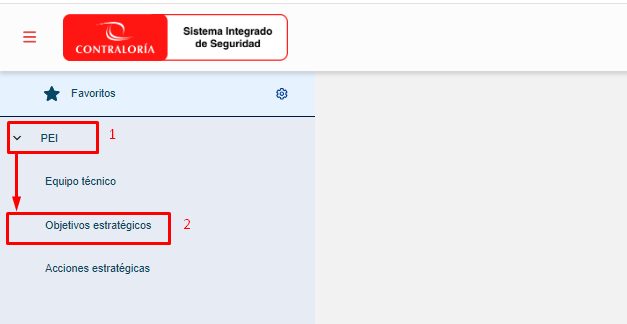 CONTRALORÍA
Sistema Integrado
de Seguridad
Favoritos
PEI 1
Equipo técnico
Objetivos estratégicos 2
Acciones estratégicas